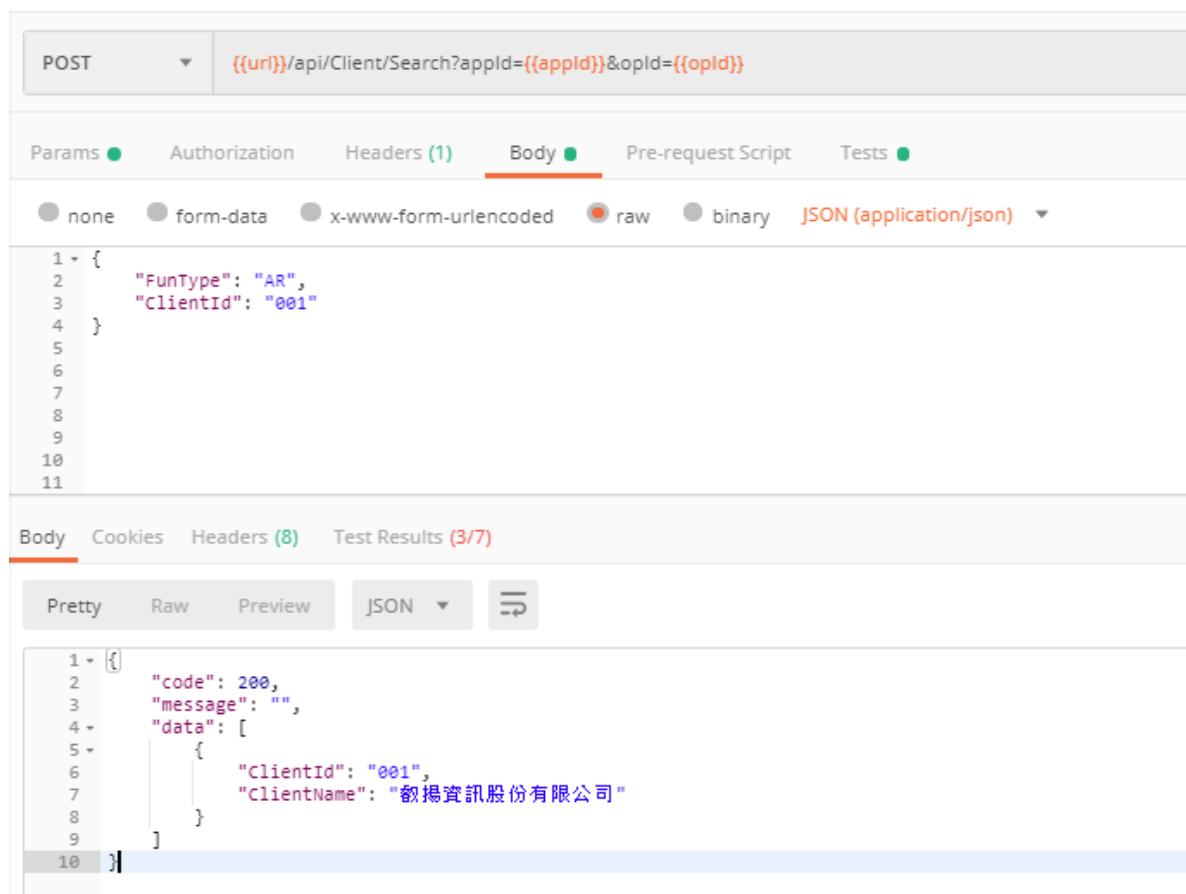 POST {{url}}/api/Client/Search?appId={{appId}}&opId={{opId}}
Params Authorization Headers (1) Body Pre-request Script Tests
none form-data x-www-form-urlencoded raw binary JSON (application/json)
1 {
2 "FunType": "AR",
3 "ClientId": "001"
4 }
5
6
7
8
9
10
11
Body Cookies Headers (8) Test Results (3/7)
Pretty Raw Preview JSON
1 {
2 "code": 200,
3 "message": "",
4 "data": [
5 {
6 "ClientId": "001",
7 "ClientName": "叡揚資訊股份有限公司"
8 }
9 ]
10 }